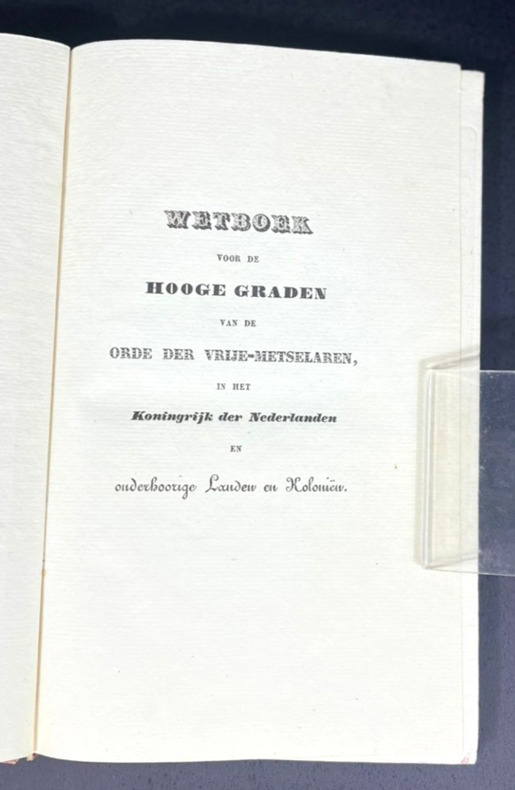 WETBOEK
VOOR DE
HOOGE GRADEN
VAN DE
ORDE DER VRIJE-METSELAREN,
IN HET
Koningrijk der Nederlanden
EN
onderhoorige Landen en Koloniën.